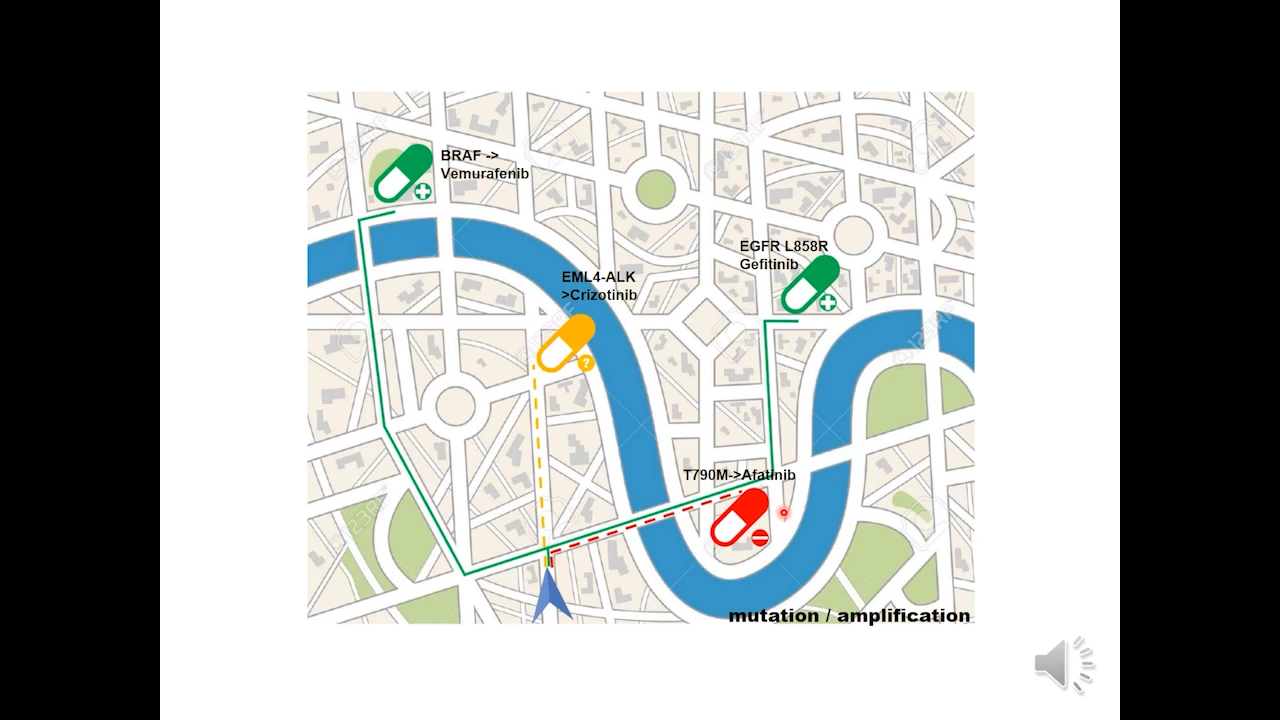 BRAF ->
Vemurafenib
EGFR L858R
Gefitinib
EML4-ALK
>Crizotinib
?
T790M->Afatinib
mutation / amplification